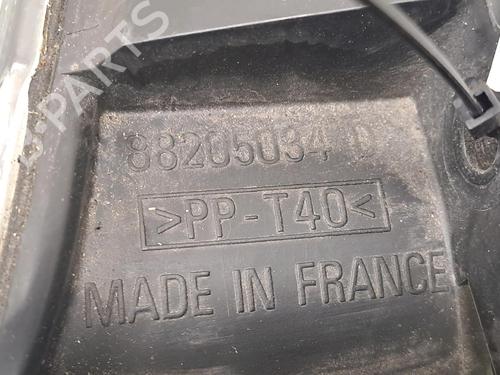 B-PARTS
88205034
>PP-T40<
MADE IN FRANCE